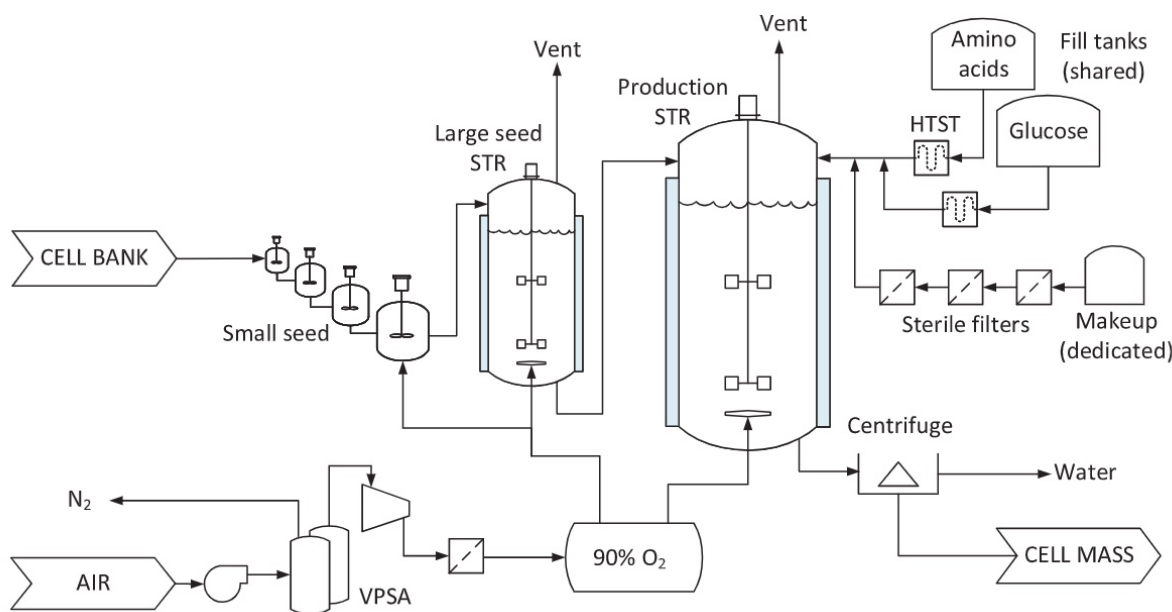 Vent
Vent
Amino
acids
Fill tanks
(shared)
Production
STR
Large seed
STR
HTST
Glucose
CELL BANK
Small seed
Sterile filters
Makeup
(dedicated)
Centrifuge
Water
N₂
90% O₂
CELL MASS
AIR
VPSA